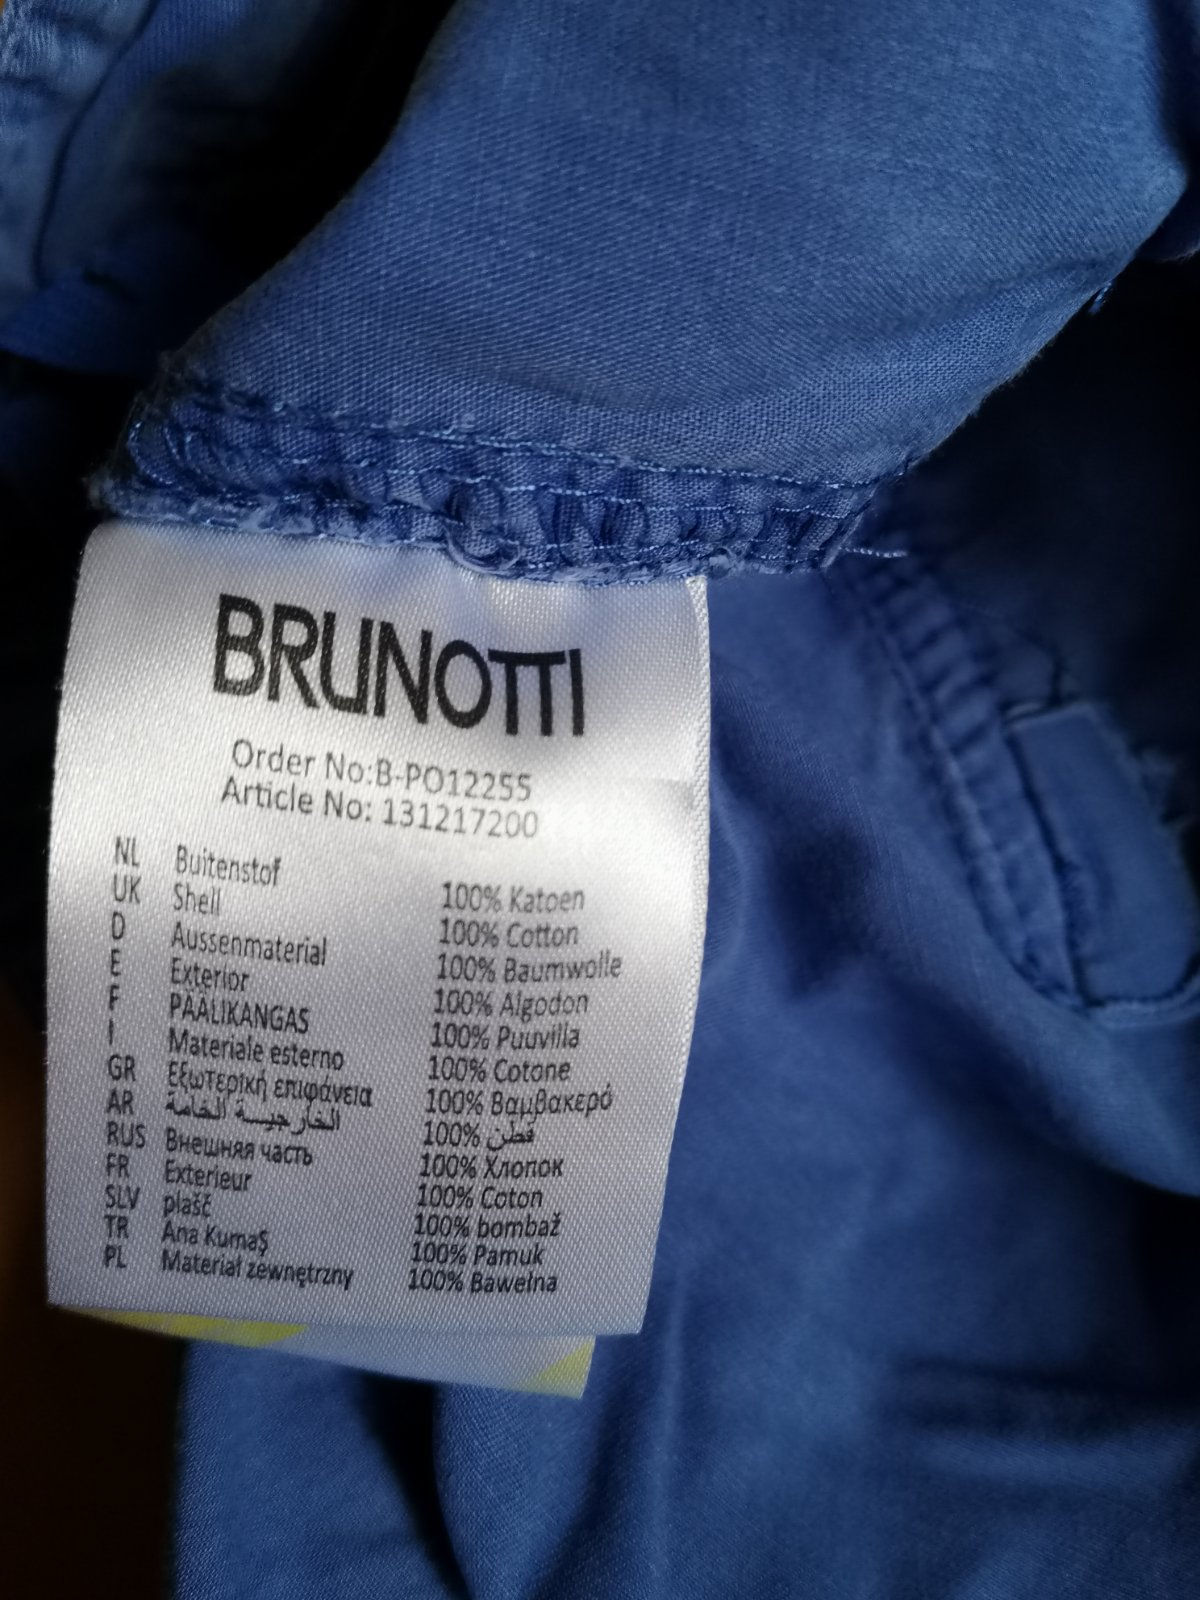 BRUNOTTI
Order No:B-PO12255
Article No: 131217200
NL Buitenstof 100% Katoen
UK Shell 100% Cotton
D Aussenmaterial 100% Baumwolle
E Exterior 100% Algodon
F PÄÄLIKANGAS 100% Puuvilla
I Materiale esterno 100% Cotone
GR Εξωτερική επιφάνεια 100% Βαμβακερό
AR الخارجيـــة الخامة 100% قطن
RUS Внешняя часть 100% Хлопок
FR Exterieur 100% Coton
SLV plašč 100% bombaž
TR Ana KumaŞ 100% Pamuk
PL Materiał zewnętrzny 100% Bawełna